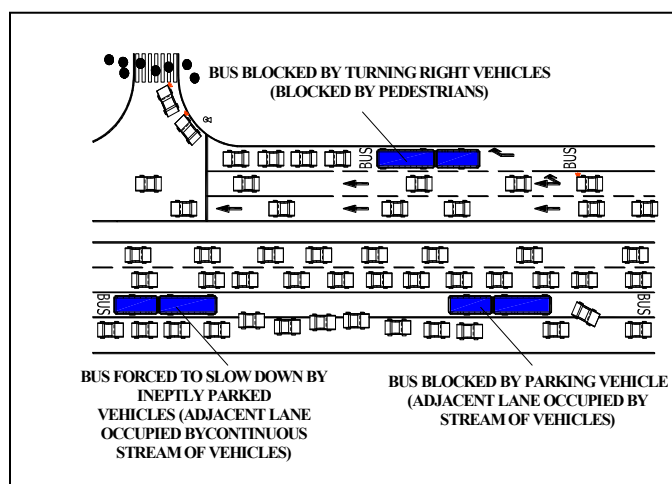 BUS BLOCKED BY TURNING RIGHT VEHICLES
(BLOCKED BY PEDESTRIANS)
BUS
BUS
BUS
BUS
BUS FORCED TO SLOW DOWN BY
INEPTLY PARKED
VEHICLES (ADJACENT LANE
OCCUPIED BYCONTINUOUS
STREAM OF VEHICLES)
BUS BLOCKED BY PARKING VEHICLE
(ADJACENT LANE OCCUPIED BY
STREAM OF VEHICLES)